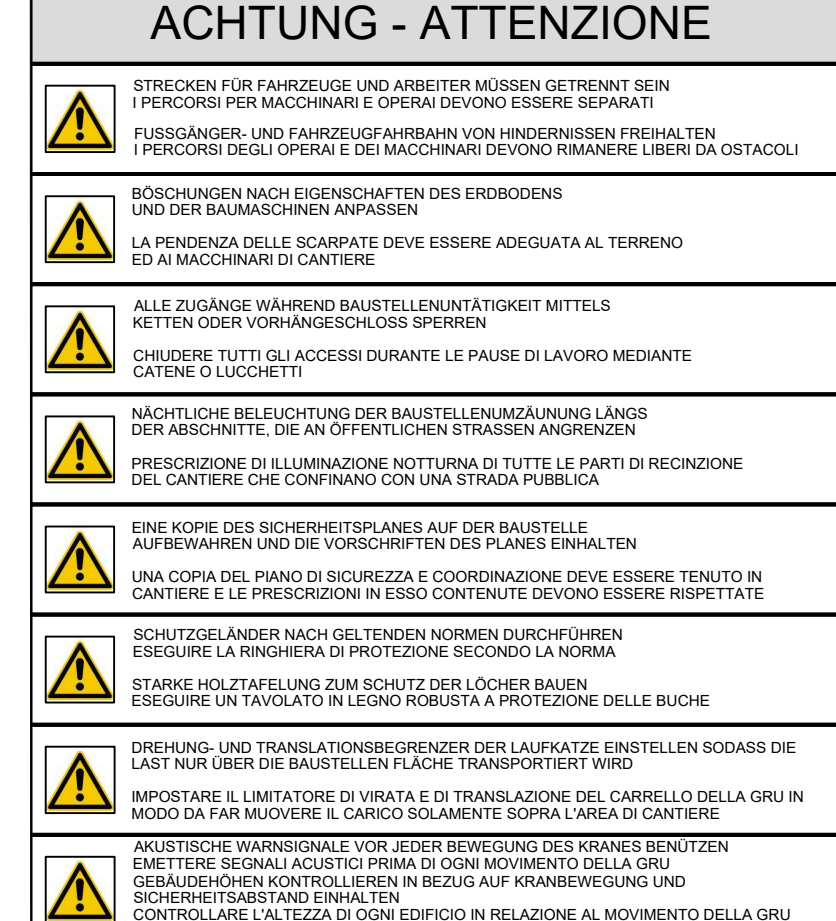 ACHTUNG - ATTENZIONE
STRECKEN FÜR FAHRZEUGE UND ARBEITER MÜSSEN GETRENNT SEIN
I PERCORSI PER MACCHINARI E OPERAI DEVONO ESSERE SEPARATI
FUSSGÄNGER- UND FAHRZEUGFAHRBAHN VON HINDERNISSEN FREIHALTEN
I PERCORSI DEGLI OPERAI E DEI MACCHINARI DEVONO RIMANERE LIBERI DA OSTACOLI
BÖSCHUNGEN NACH EIGENSCHAFTEN DES ERDBODENS
UND DER BAUMASCHINEN ANPASSEN
LA PENDENZA DELLE SCARPATE DEVE ESSERE ADEGUATA AL TERRENO
ED AI MACCHINARI DI CANTIERE
ALLE ZUGÄNGE WÄHREND BAUSTELLENUNTÄTIGKEIT MITTELS
KETTEN ODER VORHÄNGESCHLOSS SPERREN
CHIUDERE TUTTI GLI ACCESSI DURANTE LE PAUSE DI LAVORO MEDIANTE
CATENE O LUCCHETTI
NÄCHTLICHE BELEUCHTUNG DER BAUSTELLENUMZÄUNUNG LÄNGS
DER ABSCHNITTE, DIE AN ÖFFENTLICHEN STRASSEN ANGRENZEN
PRESCRIZIONE DI ILLUMINAZIONE NOTTURNA DI TUTTE LE PARTI DI RECINZIONE
DEL CANTIERE CHE CONFINANO CON UNA STRADA PUBBLICA
EINE KOPIE DES SICHERHEITSPLANES AUF DER BAUSTELLE
AUFBEWAHREN UND DIE VORSCHRIFTEN DES PLANES EINHALTEN
UNA COPIA DEL PIANO DI SICUREZZA E COORDINAZIONE DEVE ESSERE TENUTO IN
CANTIERE E LE PRESCRIZIONI IN ESSO CONTENUTE DEVONO ESSERE RISPETTATE
SCHUTZGELÄNDER NACH GELTENDEN NORMEN DURCHFÜHREN
ESEGUIRE LA RINGHIERA DI PROTEZIONE SECONDO LA NORMA
STARKE HOLZTAFELUNG ZUM SCHUTZ DER LÖCHER BAUEN
ESEGUIRE UN TAVOLATO IN LEGNO ROBUSTA A PROTEZIONE DELLE BUCHE
DREHUNG- UND TRANSLATIONSBEGRENZER DER LAUFKATZE EINSTELLEN SODASS DIE
LAST NUR ÜBER DIE BAUSTELLEN FLÄCHE TRANSPORTIERT WIRD
IMPOSTARE IL LIMITATORE DI VIRATA E DI TRANSLAZIONE DEL CARRELLO DELLA GRU IN
MODO DA FAR MUOVERE IL CARICO SOLAMENTE SOPRA L'AREA DI CANTIERE
AKUSTISCHE WARNSIGNALE VOR JEDER BEWEGUNG DES KRANES BENÜTZEN
EMETTERE SEGNALI ACUSTICI PRIMA DI OGNI MOVIMENTO DELLA GRU
GEBÄUDEHÖHEN KONTROLLIEREN IN BEZUG AUF KRANBEWEGUNG UND
SICHERHEITSABSTAND EINHALTEN
CONTROLLARE L'ALTEZZA DI OGNI EDIFICIO IN RELAZIONE AL MOVIMENTO DELLA GRU